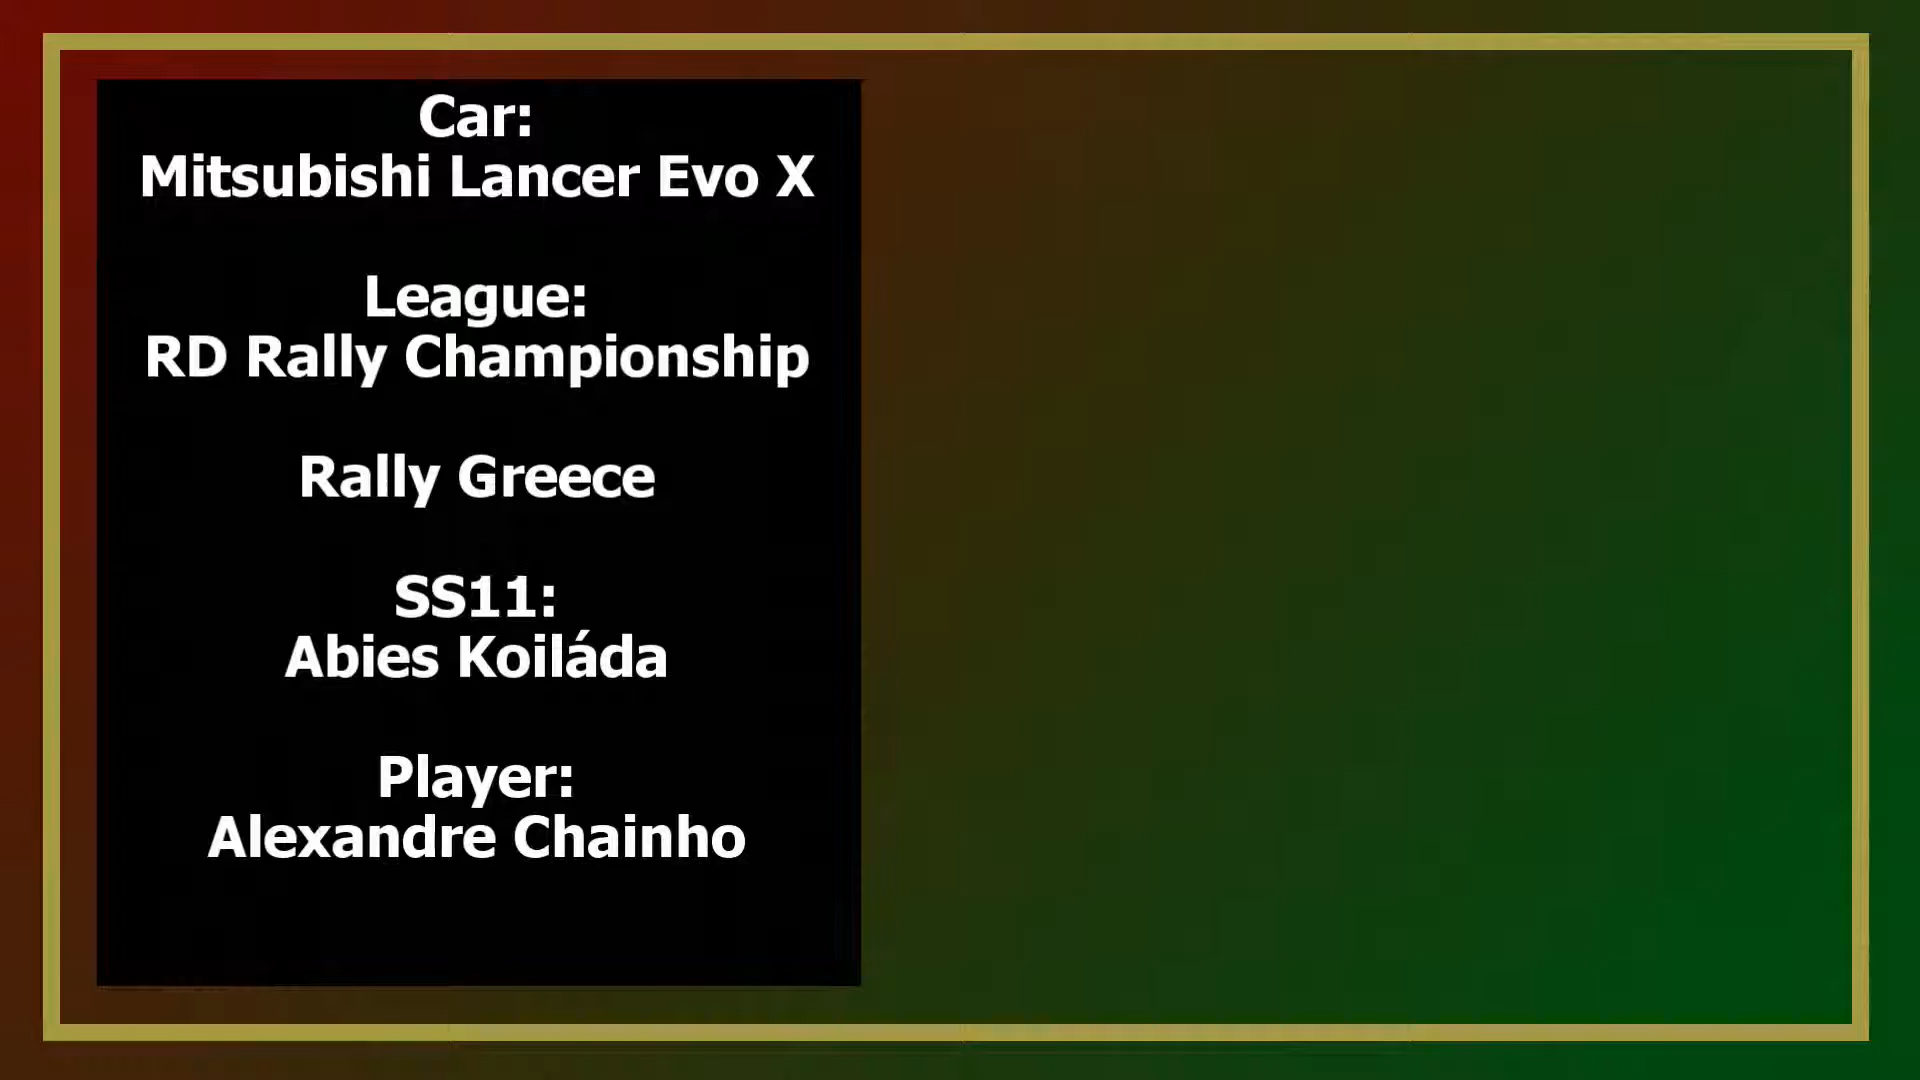 Car:
Mitsubishi Lancer Evo X
League:
RD Rally Championship
Rally Greece
SS11:
Abies Koiláda
Player:
Alexandre Chainho